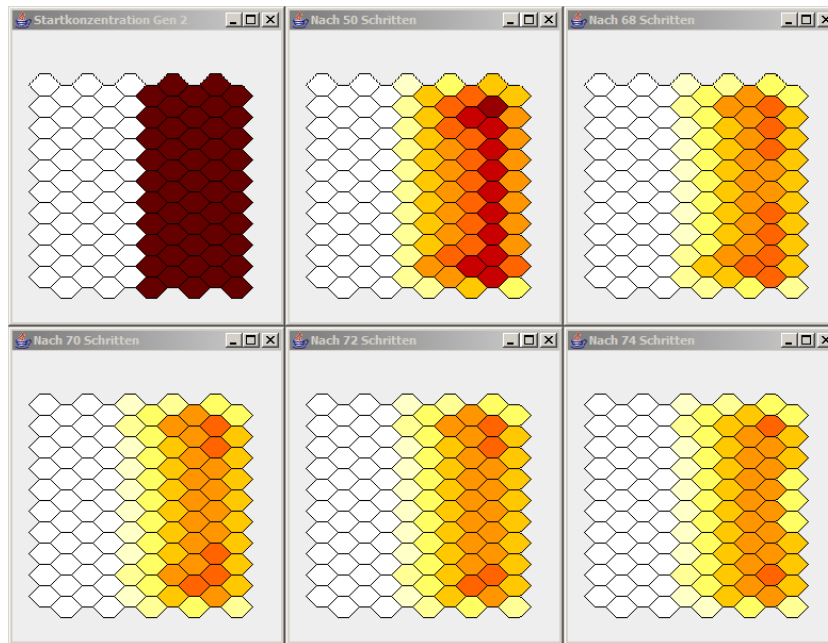 Startkonzentration Gen 2
Nach 50 Schritten
Nach 68 Schritten
Nach 70 Schritten
Nach 72 Schritten
Nach 74 Schritten